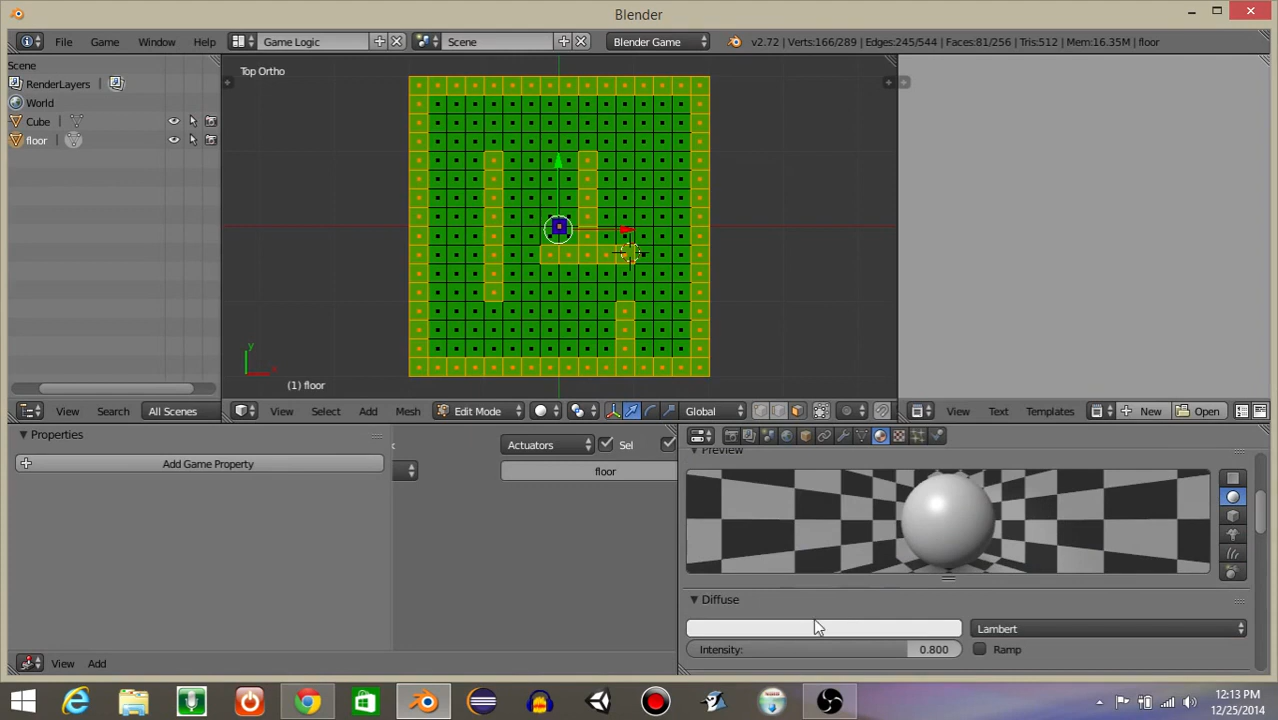 Blender
File Game Window Help Game Logic Scene Blender Game v2.72 | Verts:166/289 | Edges:245/544 | Faces:81/256 | Tris:512 | Mem:16.35M | floor
Scene
RenderLayers
World
Cube
floor
Top Ortho
y
x
(1) floor
View Search All Scenes
View Select Add Mesh Edit Mode Global
View Text Templates New Open
Properties
Add Game Property
Actuators Sel
floor
Preview
Diffuse
Lambert
Intensity: 0.800 Ramp
View Add
12:13 PM
12/25/2014